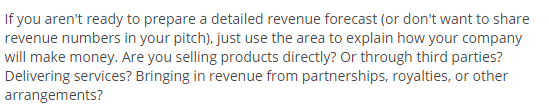 If you aren't ready to prepare a detailed revenue forecast (or don't want to share
revenue numbers in your pitch), just use the area to explain how your company
will make money. Are you selling products directly? Or through third parties?
Delivering services? Bringing in revenue from partnerships, royalties, or other
arrangements?